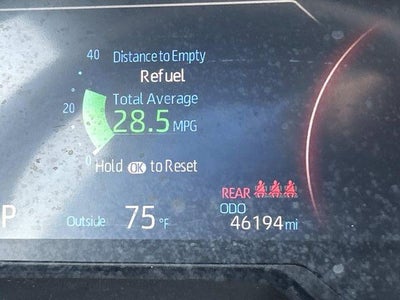 40
Distance to Empty
Refuel
20
Total Average
28.5 MPG
0
Hold OK to Reset
REAR
ODO
P
Outside 75 °F
46194 mi